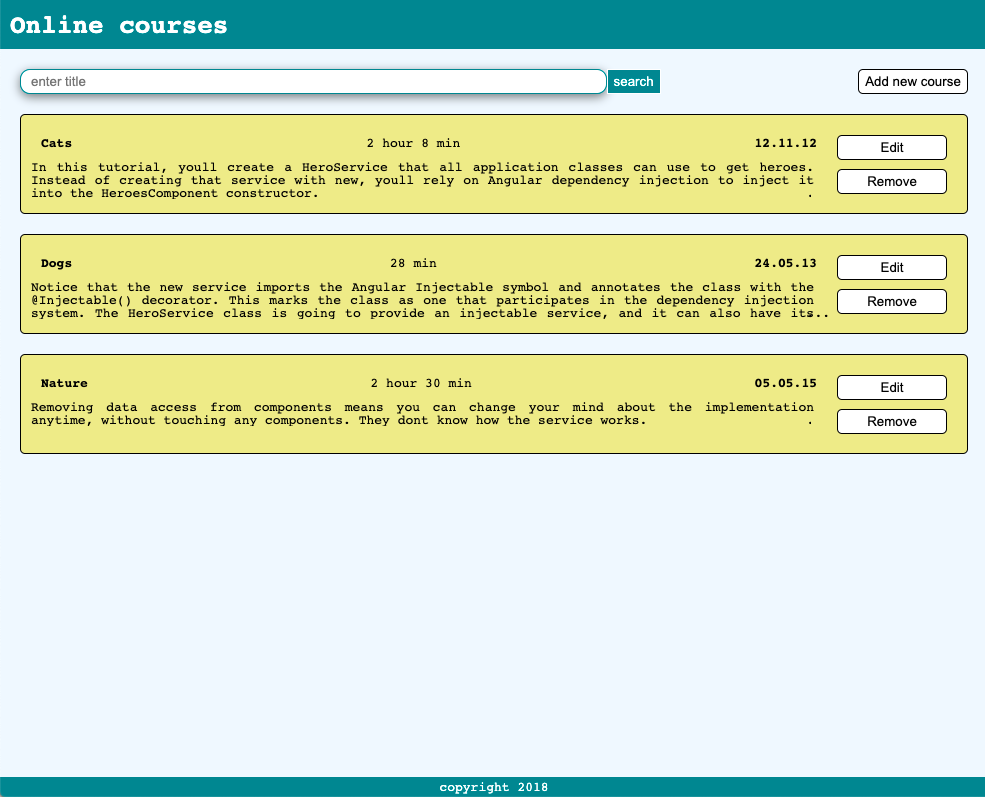 Online courses
enter title
search
Add new course
Cats
2 hour 8 min
12.11.12
Edit
In this tutorial, youll create a HeroService that all application classes can use to get heroes.
Instead of creating that service with new, youll rely on Angular dependency injection to inject it
into the HeroesComponent constructor. .
Remove
Dogs
28 min
24.05.13
Edit
Notice that the new service imports the Angular Injectable symbol and annotates the class with the
@Injectable() decorator. This marks the class as one that participates in the dependency injection
system. The HeroService class is going to provide an injectable service, and it can also have its..
Remove
Nature
2 hour 30 min
05.05.15
Edit
Removing data access from components means you can change your mind about the implementation
anytime, without touching any components. They dont know how the service works. .
Remove
copyright 2018